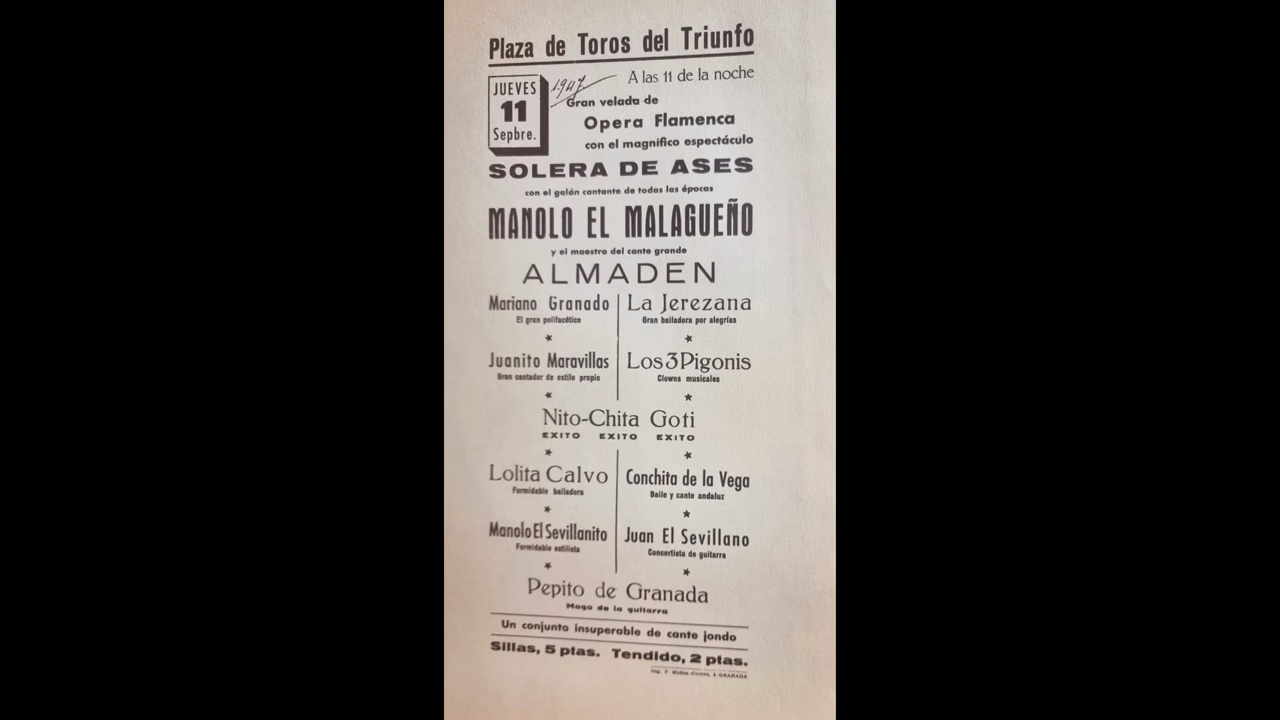 Plaza de Toros del Triunfo
JUEVES
11
Sepbre.
1947
A las 11 de la noche
Gran velada de
Opera Flamenca
con el magnífico espectáculo
SOLERA DE ASES
con el galán cantante de todas las épocas
MANOLO EL MALAGUEÑO
y el maestro del cante grande
ALMADEN
Mariano Granado
El gran polifacético
La Jerezana
Gran bailadora por alegrías
Juanito Maravillas
Gran cantador de estilo propio
Los 3 Pigonis
Clowns musicales
Nito-Chita Goti
EXITO EXITO EXITO
Lolita Calvo
Formidable bailadora
Conchita de la Vega
Baile y cante andaluz
Manolo El Sevillanito
Formidable estilista
Juan El Sevillano
Concertista de guitarra
Pepito de Granada
Mago de la guitarra
Un conjunto insuperable de cante jondo
Sillas, 5 ptas. Tendido, 2 ptas.
Imp. F. GRANADA